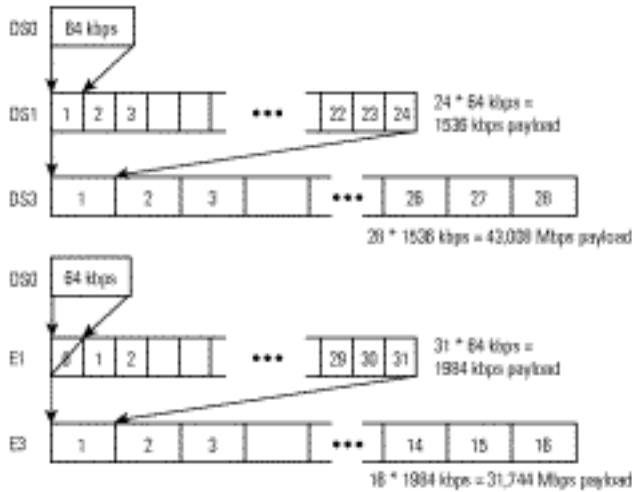 DS0 64 kbps
DS1 1 2 3 ••• 22 23 24
24 * 64 kbps =
1536 kbps payload
DS3 1 2 3 ••• 26 27 28
28 * 1536 kbps = 43,008 Mbps payload
DS0 64 kbps
E1 0 1 2 ••• 29 30 31
31 * 64 kbps =
1984 kbps payload
E3 1 2 3 ••• 14 15 16
16 * 1984 kbps = 31,744 Mbps payload